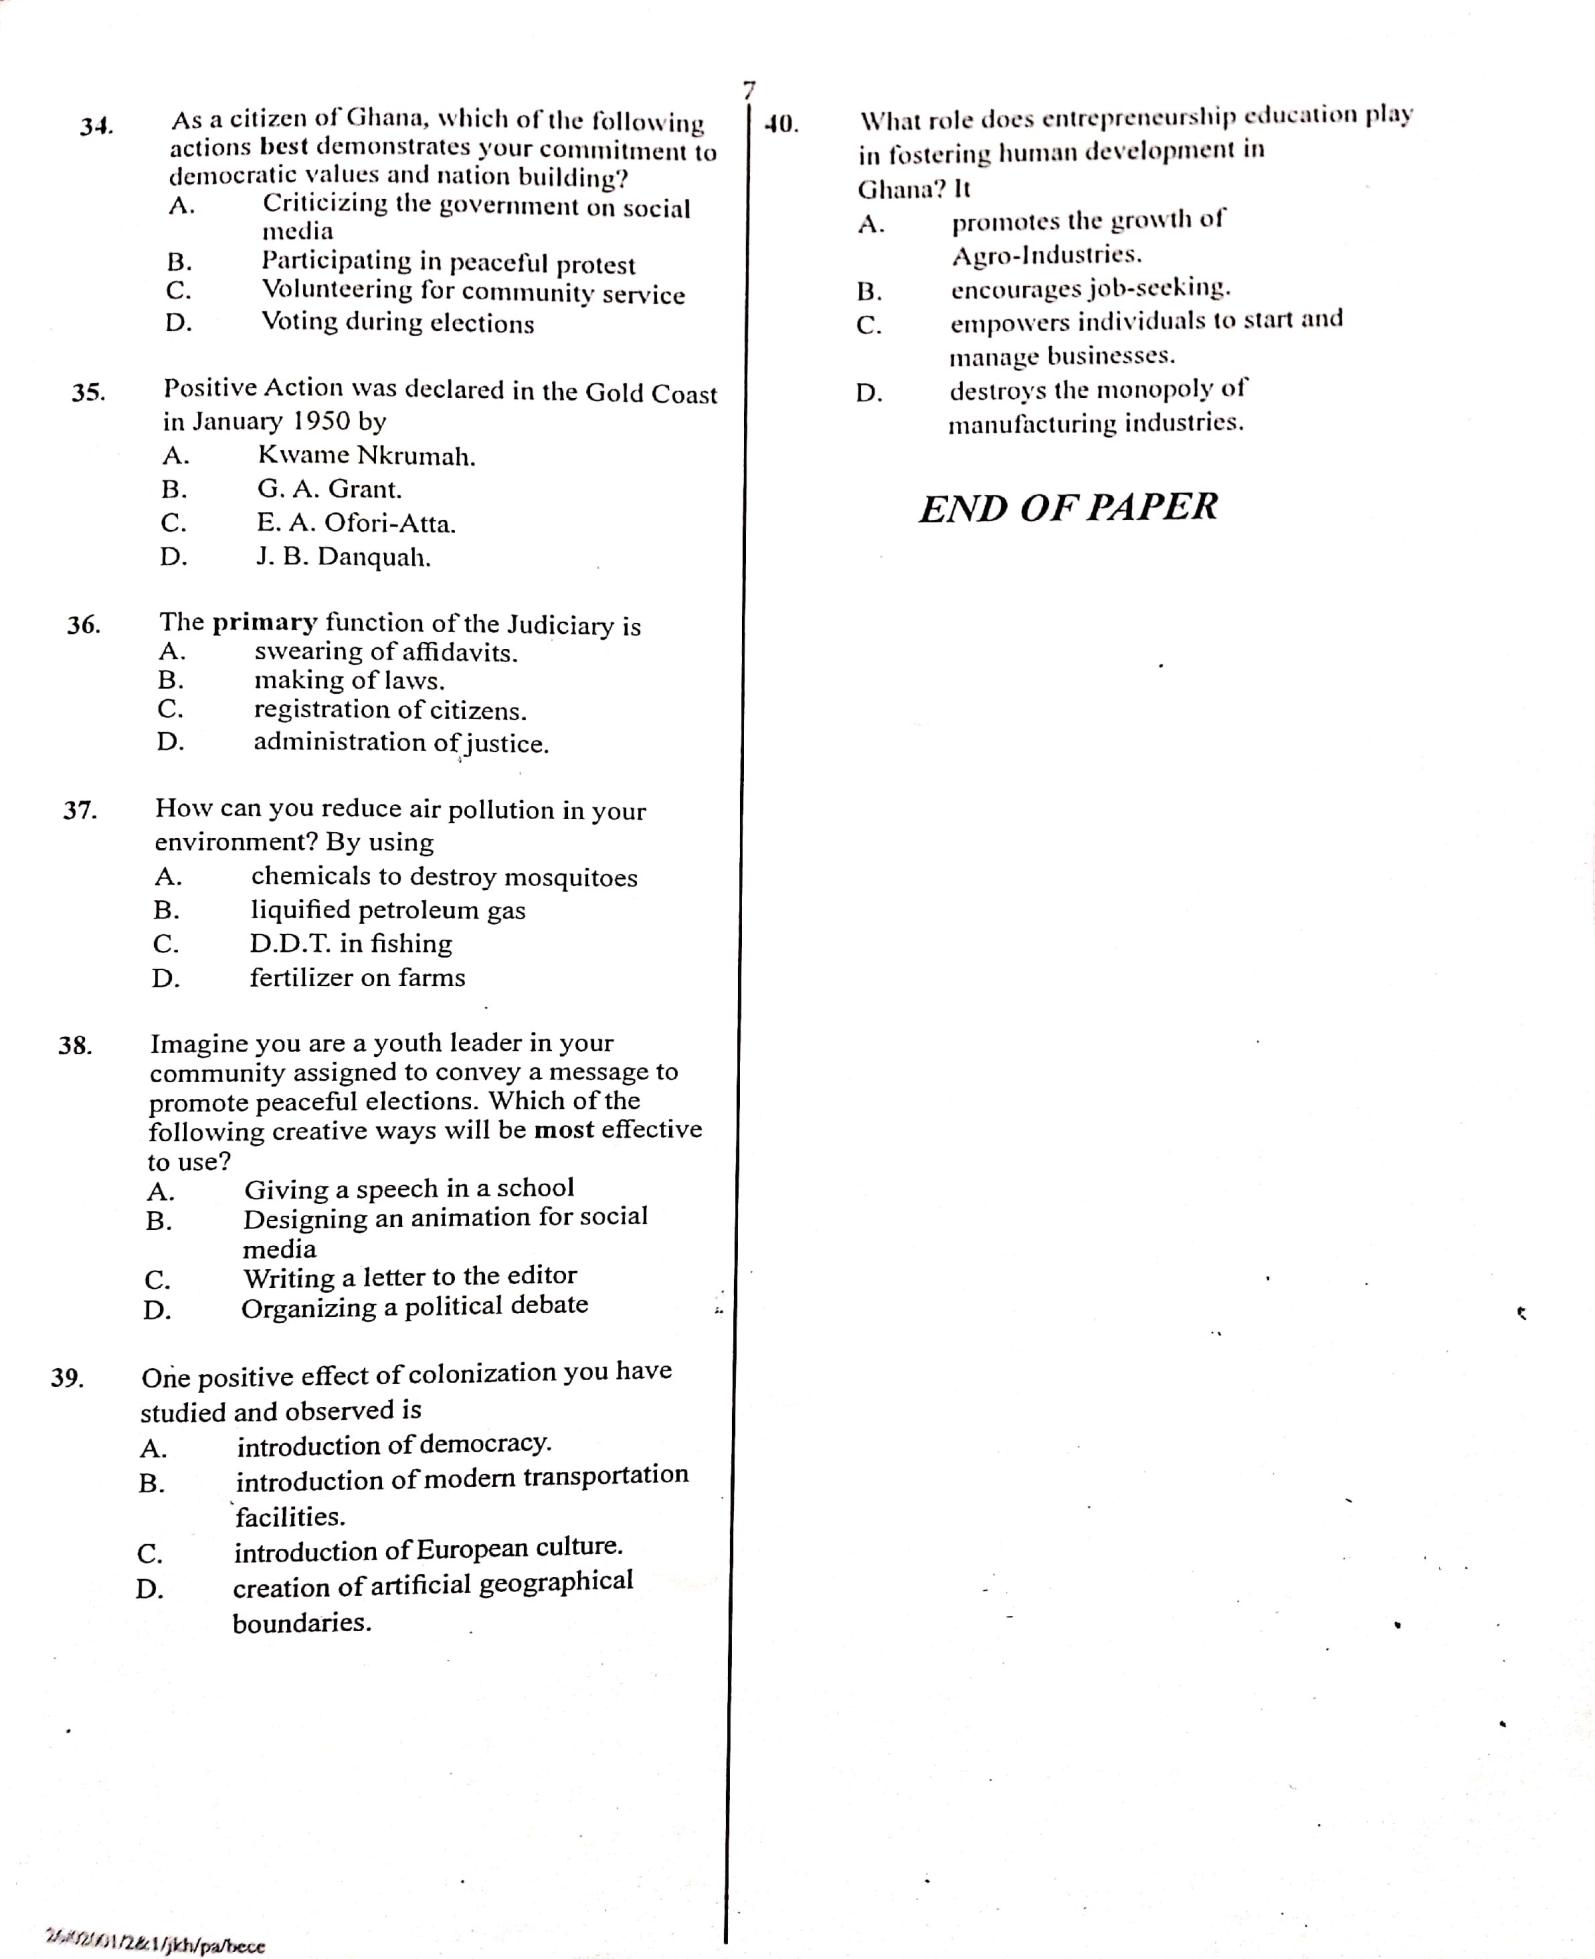 7
34. As a citizen of Ghana, which of the following
actions best demonstrates your commitment to
democratic values and nation building?
A. Criticizing the government on social
media
B. Participating in peaceful protest
C. Volunteering for community service
D. Voting during elections
35. Positive Action was declared in the Gold Coast
in January 1950 by
A. Kwame Nkrumah.
B. G. A. Grant.
C. E. A. Ofori-Atta.
D. J. B. Danquah.
36. The primary function of the Judiciary is
A. swearing of affidavits.
B. making of laws.
C. registration of citizens.
D. administration of justice.
37. How can you reduce air pollution in your
environment? By using
A. chemicals to destroy mosquitoes
B. liquified petroleum gas
C. D.D.T. in fishing
D. fertilizer on farms
38. Imagine you are a youth leader in your
community assigned to convey a message to
promote peaceful elections. Which of the
following creative ways will be most effective
to use?
A. Giving a speech in a school
B. Designing an animation for social
media
C. Writing a letter to the editor
D. Organizing a political debate
39. One positive effect of colonization you have
studied and observed is
A. introduction of democracy.
B. introduction of modern transportation
facilities.
C. introduction of European culture.
D. creation of artificial geographical
boundaries.
40. What role does entrepreneurship education play
in fostering human development in
Ghana? It
A. promotes the growth of
Agro-Industries.
B. encourages job-seeking.
C. empowers individuals to start and
manage businesses.
D. destroys the monopoly of
manufacturing industries.
END OF PAPER
/jkh/pa/bece